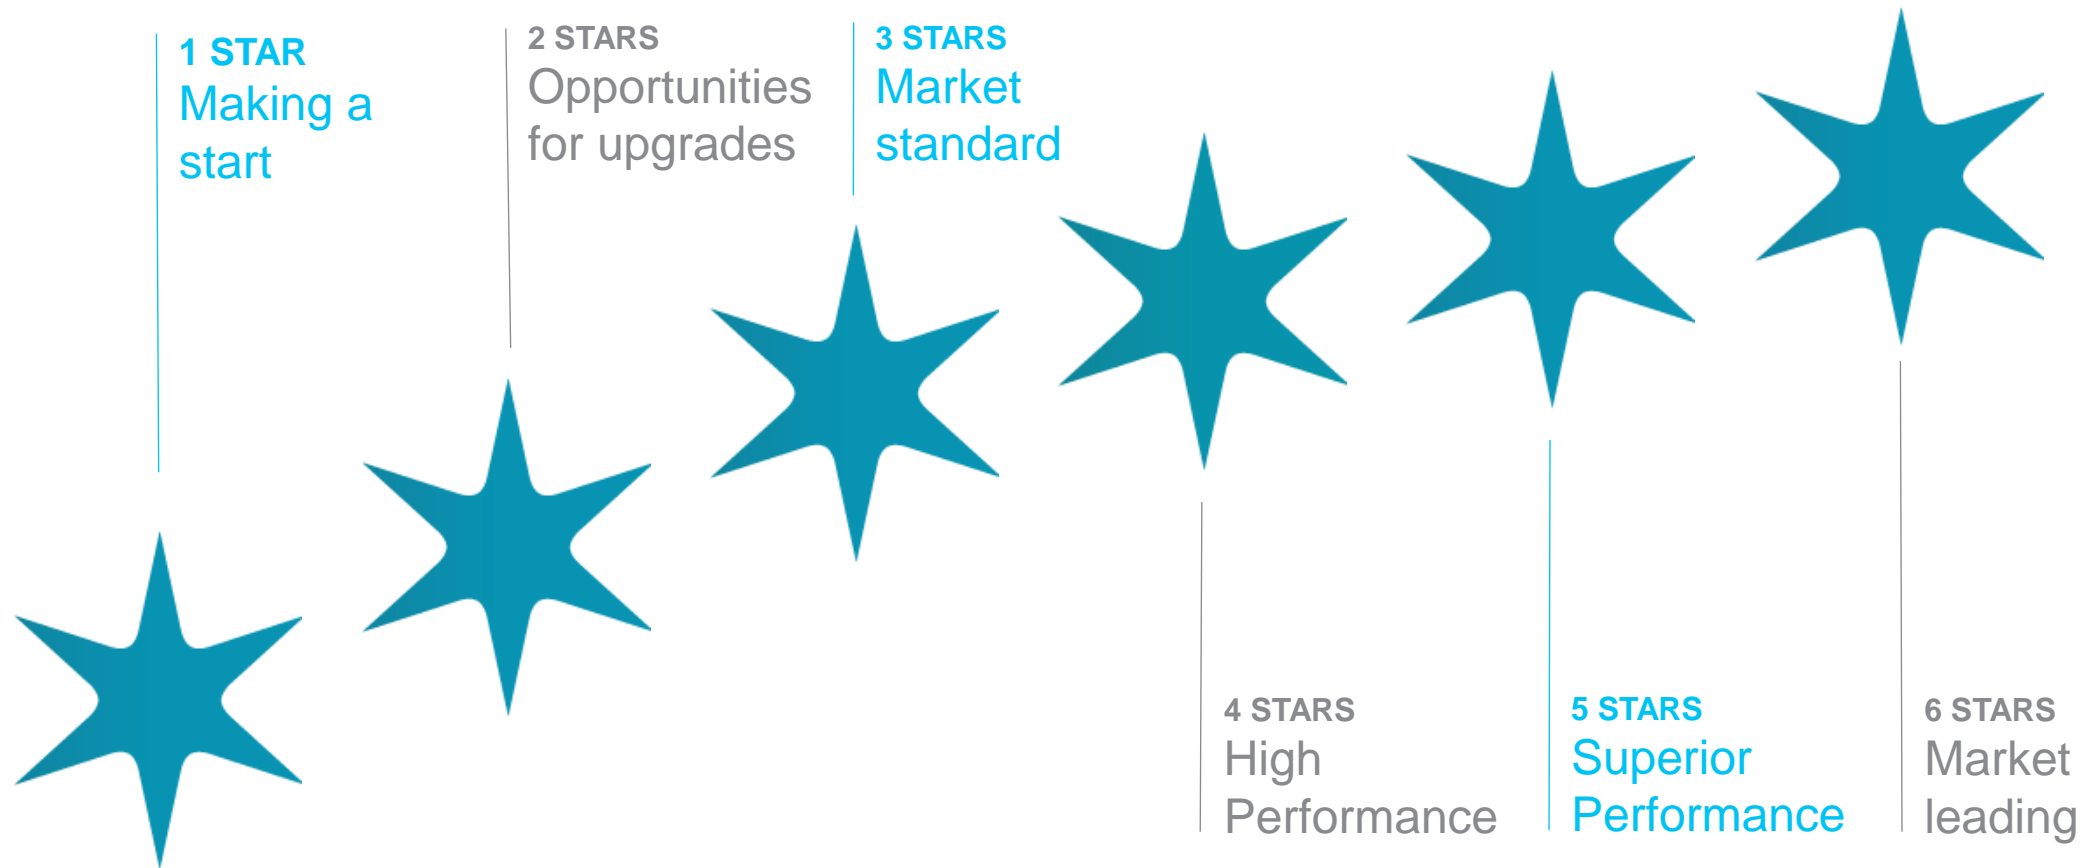 1 STAR
Making a
start
2 STARS
Opportunities
for upgrades
3 STARS
Market
standard
4 STARS
High
Performance
5 STARS
Superior
Performance
6 STARS
Market
leading